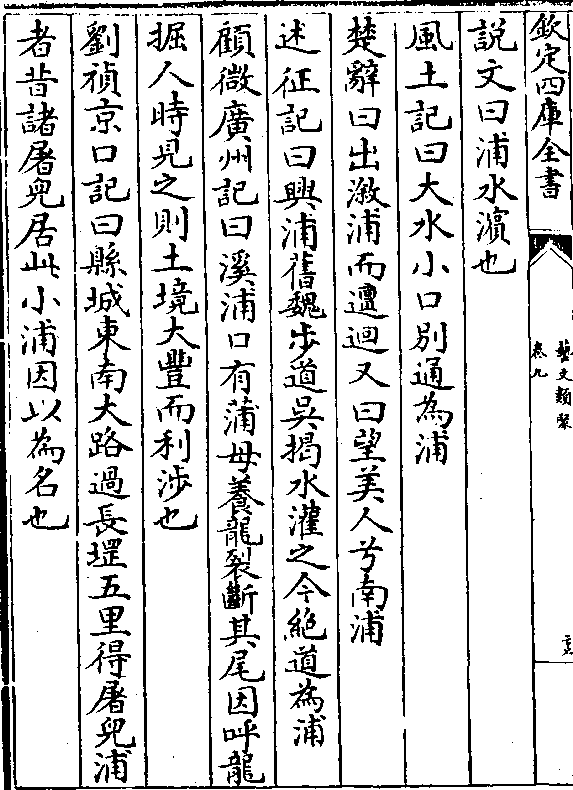 欽定四庫全書
藝文類聚
卷九
說文曰浦水濵也
風土記曰大水小口别通為浦
楚辭曰出溆浦而邅迴又曰望美人兮南浦
述征記曰興浦舊魏步道吳掲水灌之今絶道為浦
顧微廣州記曰溪浦口有蒲母養龍裂斷其尾因呼龍
掘人時見之則土境大豐而利涉也
劉禎京口記曰縣城東南大路過長堽五里得屠兒浦
者昔諸屠兒居此小浦因以為名也